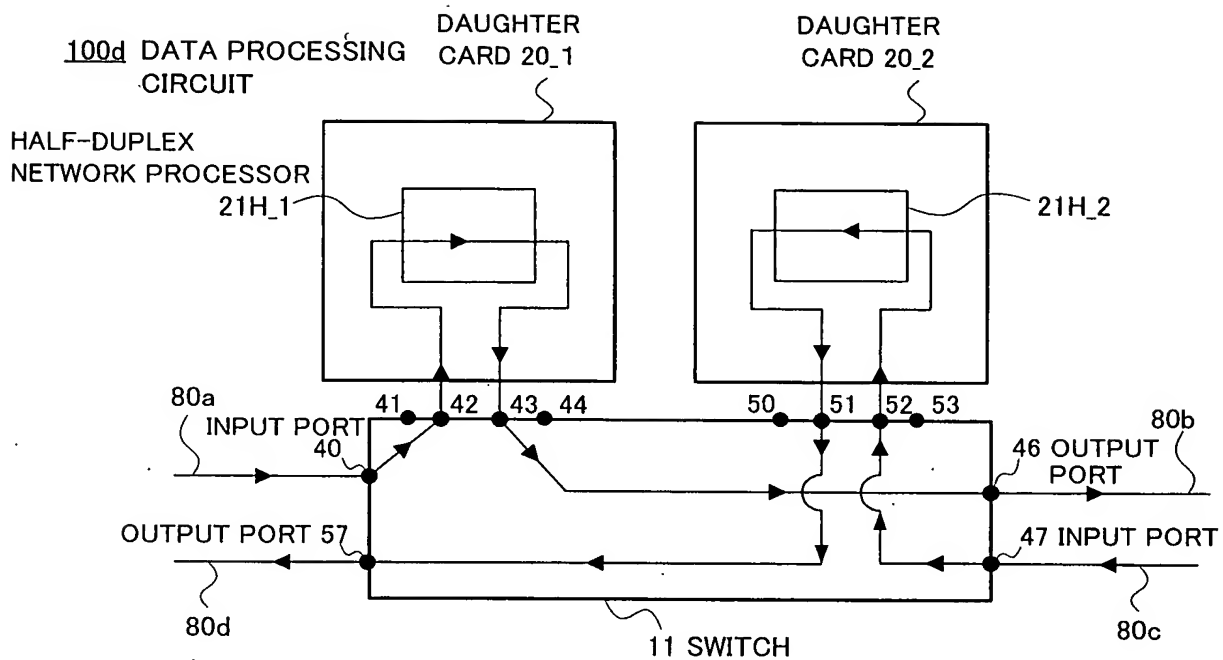 100d DATA PROCESSING
CIRCUIT
DAUGHTER
CARD 20_1
DAUGHTER
CARD 20_2
HALF-DUPLEX
NETWORK PROCESSOR
21H_1
21H_2
41
42
43
44
50
51
52
53
80a
INPUT PORT
40
80b
46 OUTPUT
PORT
OUTPUT PORT 57
47 INPUT PORT
80d
11 SWITCH
80c